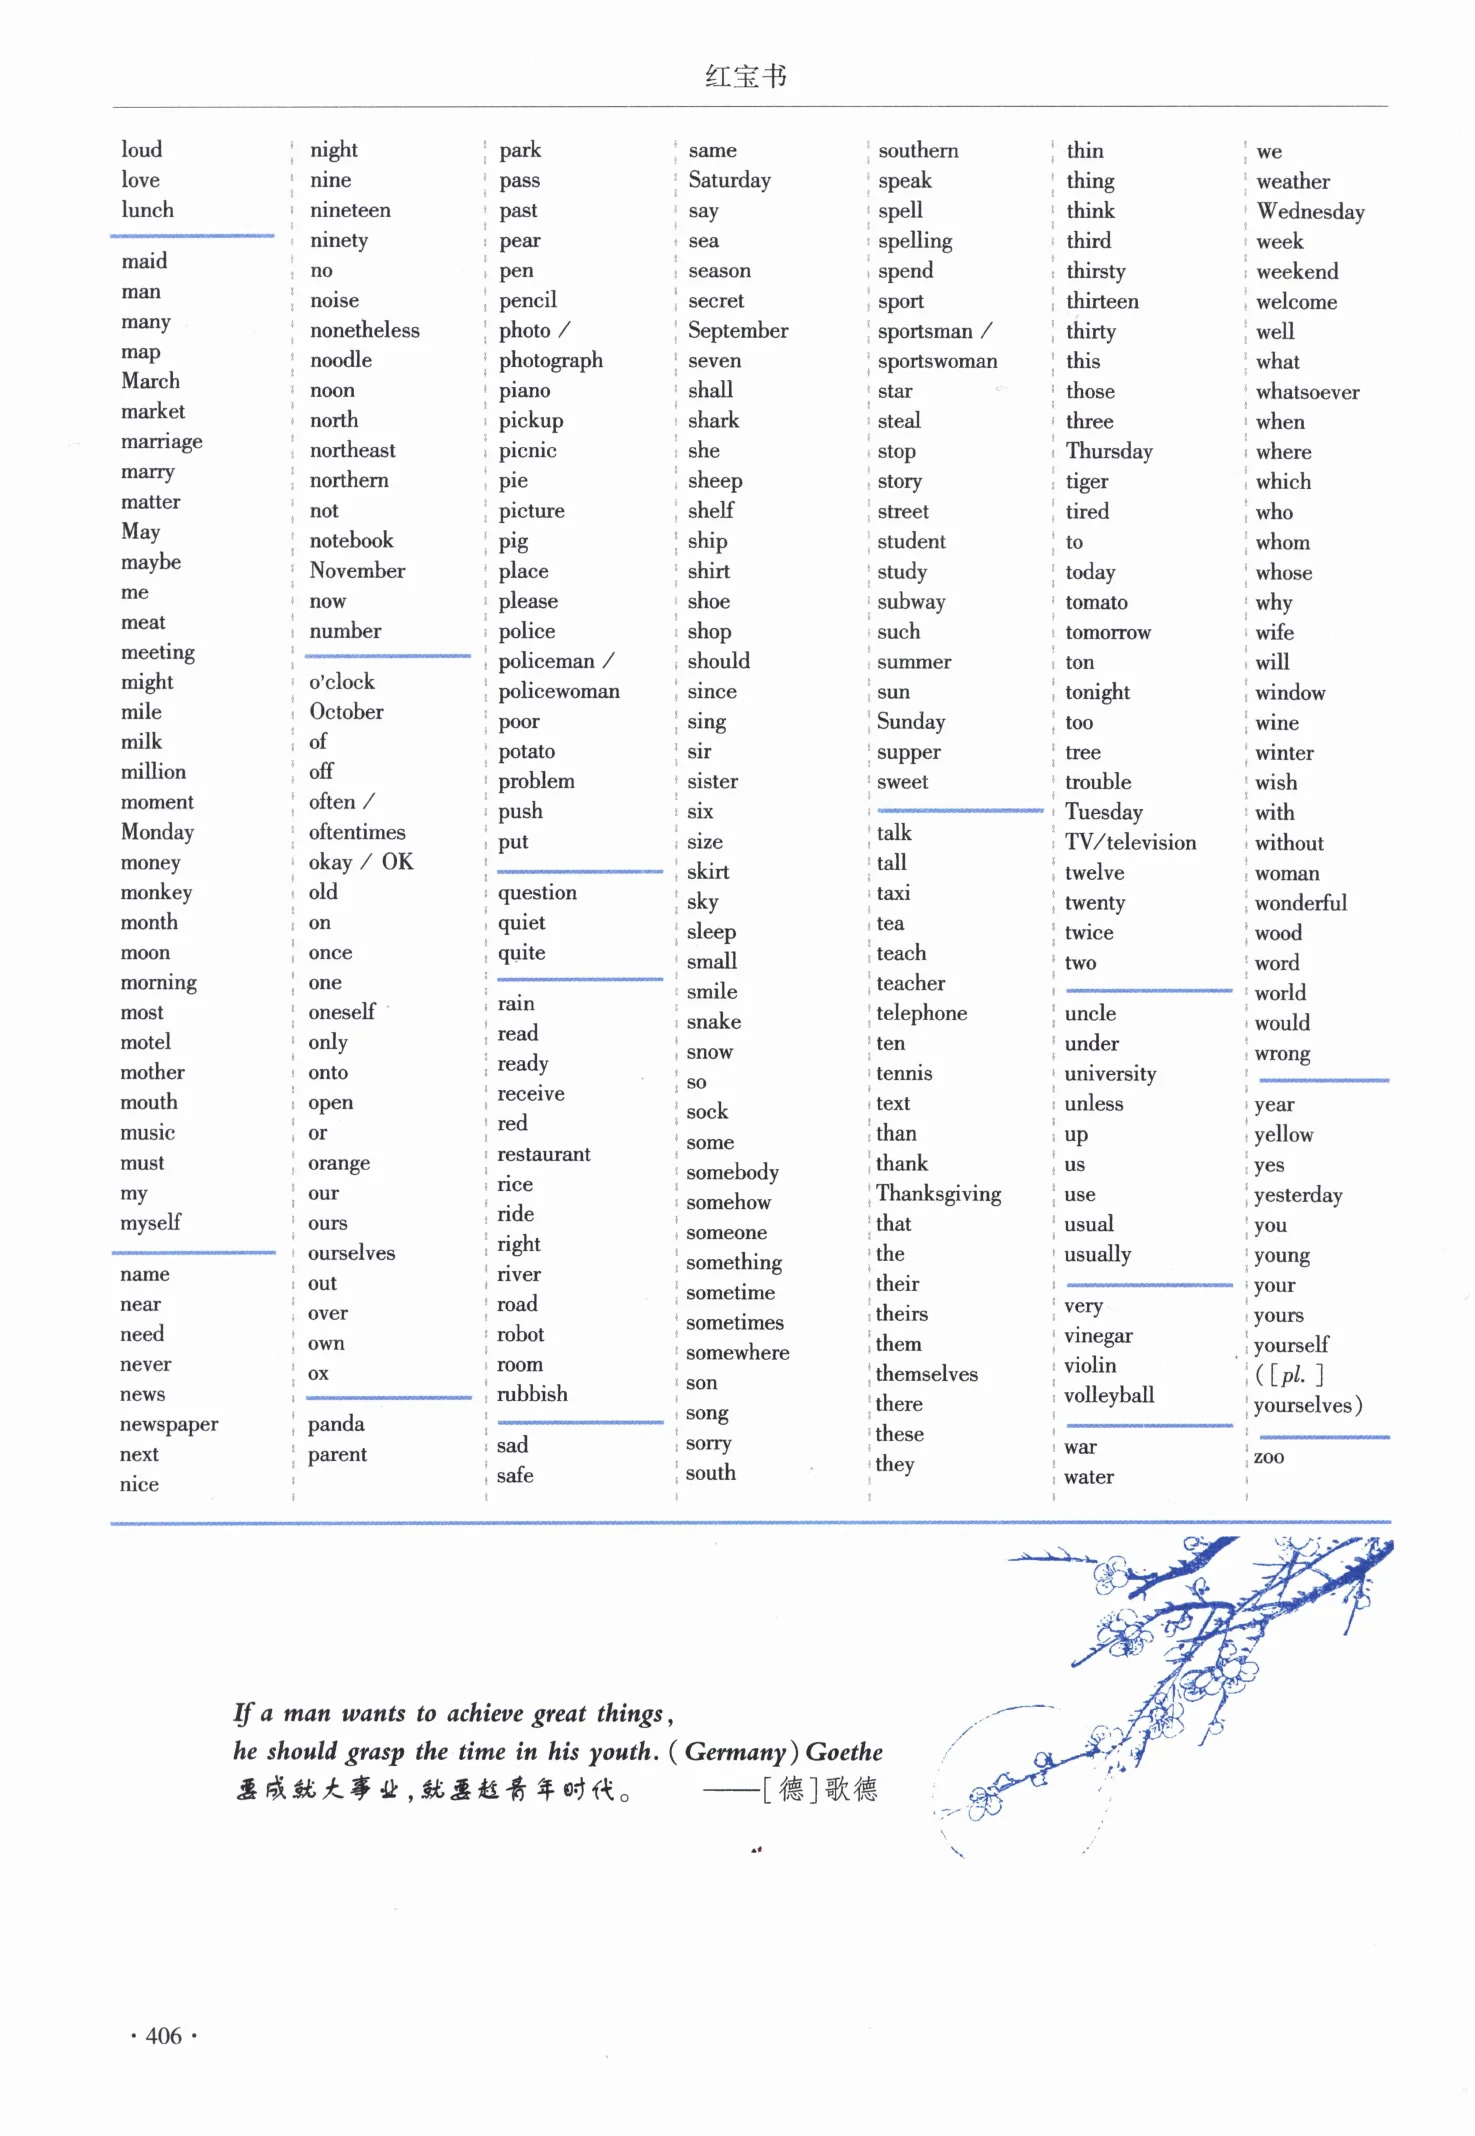 红宝书
loud
love
lunch
maid
man
many
map
March
market
marriage
marry
matter
May
maybe
me
meat
meeting
might
mile
milk
million
moment
Monday
money
monkey
month
moon
morning
most
motel
mother
mouth
music
must
my
myself
name
near
need
never
news
newspaper
next
nice
night
nine
nineteen
ninety
no
noise
nonetheless
noodle
noon
north
northeast
northern
not
notebook
November
now
number
o'clock
October
of
off
often /
oftentimes
okay / OK
old
on
once
one
oneself
only
onto
open
or
orange
our
ours
ourselves
out
over
own
ox
panda
parent
park
pass
past
pear
pen
pencil
photo /
photograph
piano
pickup
picnic
pie
picture
pig
place
please
police
policeman /
policewoman
poor
potato
problem
push
put
question
quiet
quite
rain
read
ready
receive
red
restaurant
rice
ride
right
river
road
robot
room
rubbish
sad
safe
same
Saturday
say
sea
season
secret
September
seven
shall
shark
she
sheep
shelf
ship
shirt
shoe
shop
should
since
sing
sir
sister
six
size
skirt
sky
sleep
small
smile
snake
snow
so
sock
some
somebody
somehow
someone
something
sometime
sometimes
somewhere
son
song
sorry
south
southern
speak
spell
spelling
spend
sport
sportsman /
sportswoman
star
steal
stop
story
street
student
study
subway
such
summer
sun
Sunday
supper
sweet
talk
tall
taxi
tea
teach
teacher
telephone
ten
tennis
text
than
thank
Thanksgiving
that
the
their
theirs
them
themselves
there
these
they
thin
thing
think
third
thirsty
thirteen
thirty
this
those
three
Thursday
tiger
tired
to
today
tomato
tomorrow
ton
tonight
too
tree
trouble
Tuesday
TV/television
twelve
twenty
twice
two
uncle
under
university
unless
up
us
use
usual
usually
very
vinegar
violin
volleyball
war
water
we
weather
Wednesday
week
weekend
welcome
well
what
whatsoever
when
where
which
who
whom
whose
why
wife
will
window
wine
winter
wish
with
without
woman
wonderful
wood
word
world
would
wrong
year
yellow
yes
yesterday
you
young
your
yours
yourself
([pl. ]
yourselves)
zoo
If a man wants to achieve great things,
he should grasp the time in his youth. (Germany) Goethe
要成就大事业,就要趁青年时代。 ——[德]歌德
·406·